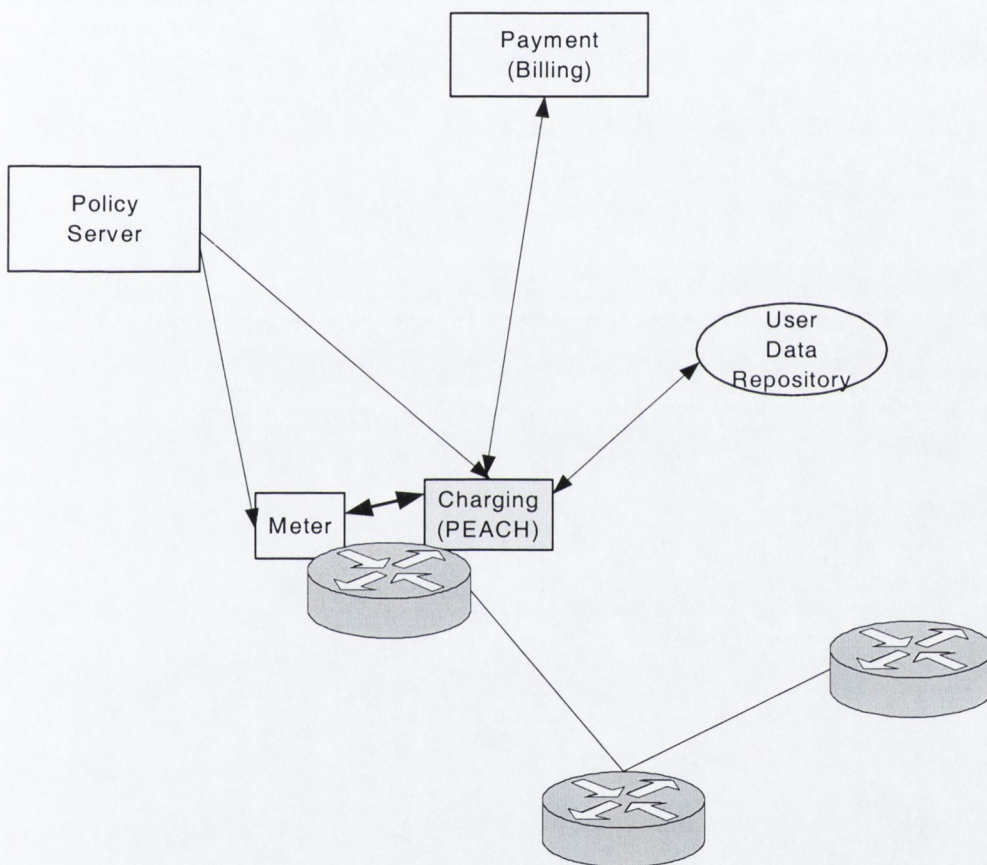 Payment
(Billing)
Policy
Server
User
Data
Repository
Meter
Charging
(PEACH)